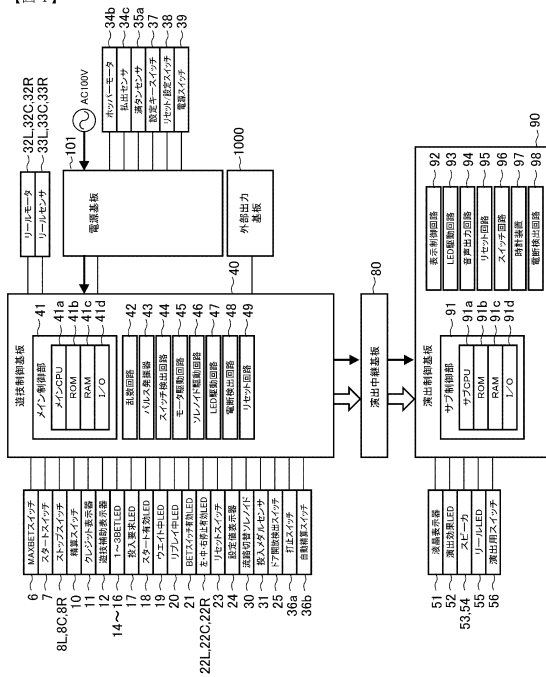 32L,32C,32R
33L,33C,33R
リールモータ
リールセンサ
AC100V
101
電源基板
34b
34c
35a
37
38
39
ホッパーモータ
払出センサ
満タンセンサ
設定キースイッチ
リセット/設定スイッチ
電源スイッチ
1000
外部出力
基板
40
遊技制御基板
41
メイン制御部
41a
41b
41c
41d
メインCPU
ROM
RAM
I/O
42
43
44
45
46
47
48
49
乱数回路
パルス発振器
スイッチ検出回路
モータ駆動回路
ソレノイド駆動回路
LED駆動回路
電断検出回路
リセット回路
6 MAXBETスイッチ
7 スタートスイッチ
8L,8C,8R ストップスイッチ
10 精算スイッチ
11 クレジット表示器
12 遊技補助表示器
14～16 1～3BETLED
17 投入要求LED
18 スタート有効LED
19 ウエイト中LED
20 リプレイ中LED
21 BETスイッチ有効LED
22L,22C,22R 左・中・右停止有効LED
23 リセットスイッチ
24 設定値表示器
30 流路切替ソレノイド
31 投入メダルセンサ
25 ドア開放検出スイッチ
36a 打止スイッチ
36b 自動精算スイッチ
80
演出中継基板
90
演出制御基板
91
サブ制御部
91a
91b
91c
91d
サブCPU
ROM
RAM
I/O
92
93
94
95
96
97
98
表示制御回路
LED駆動回路
音声出力回路
リセット回路
スイッチ回路
時計装置
電断検出回路
51 液晶表示器
52 演出効果LED
53,54 スピーカ
55 リールLED
56 演出用スイッチ